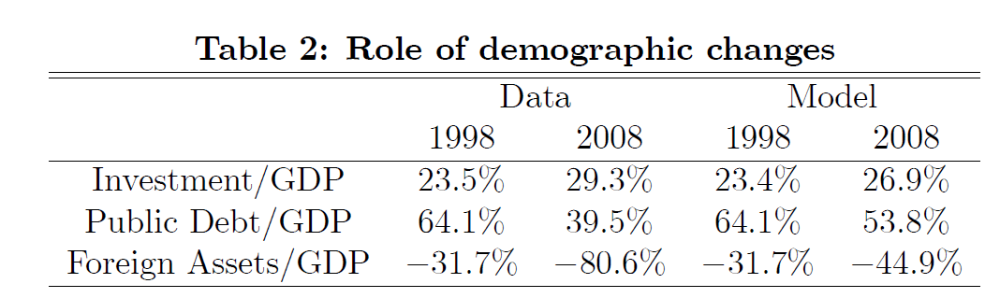 Table 2: Role of demographic changes
Data Model
1998 2008 1998 2008
Investment/GDP 23.5% 29.3% 23.4% 26.9%
Public Debt/GDP 64.1% 39.5% 64.1% 53.8%
Foreign Assets/GDP −31.7% −80.6% −31.7% −44.9%